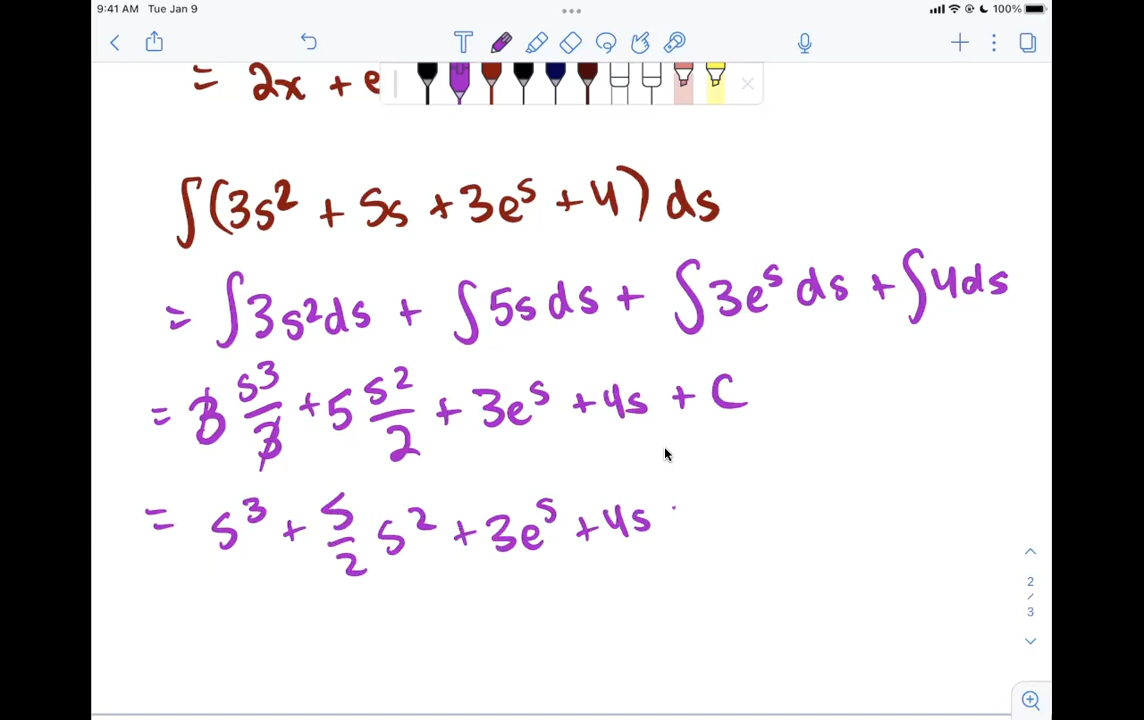 9:41 AM Tue Jan 9
100%
T
= 2x + e
∫(3s² + 5s + 3eˢ + 4) ds
= ∫3s²ds + ∫5s ds + ∫3eˢ ds + ∫4ds
= 3 s³/3 + 5 s²/2 + 3eˢ + 4s + C
= s³ + 5/2 s² + 3eˢ + 4s
2
/
3